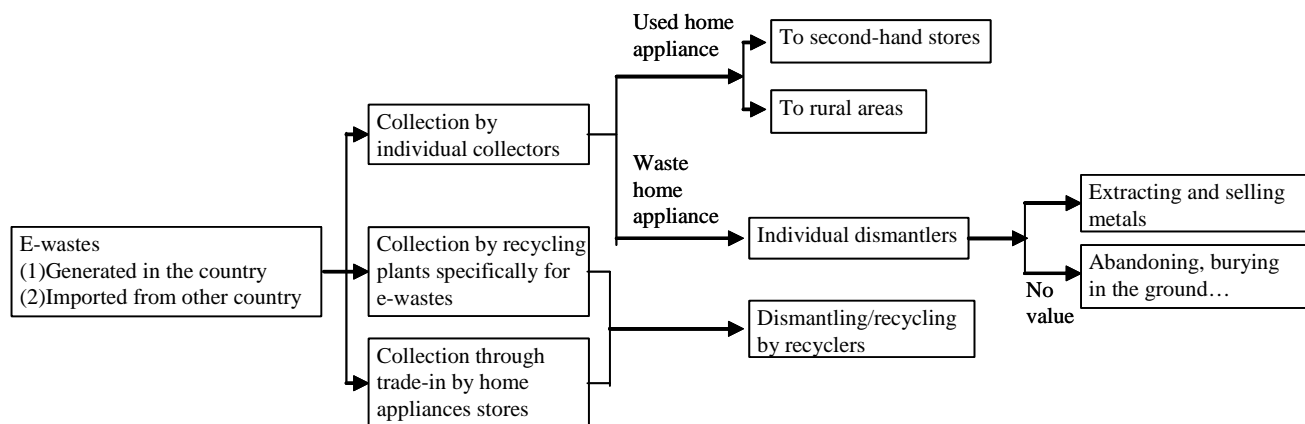 Used home
appliance
To second-hand stores
To rural areas
Collection by
individual collectors
Waste
home
appliance
Extracting and selling
metals
E-wastes
(1)Generated in the country
(2)Imported from other country
Collection by recycling
plants specifically for
e-wastes
Individual dismantlers
Abandoning, burying
in the ground…
No
value
Dismantling/recycling
by recyclers
Collection through
trade-in by home
appliances stores